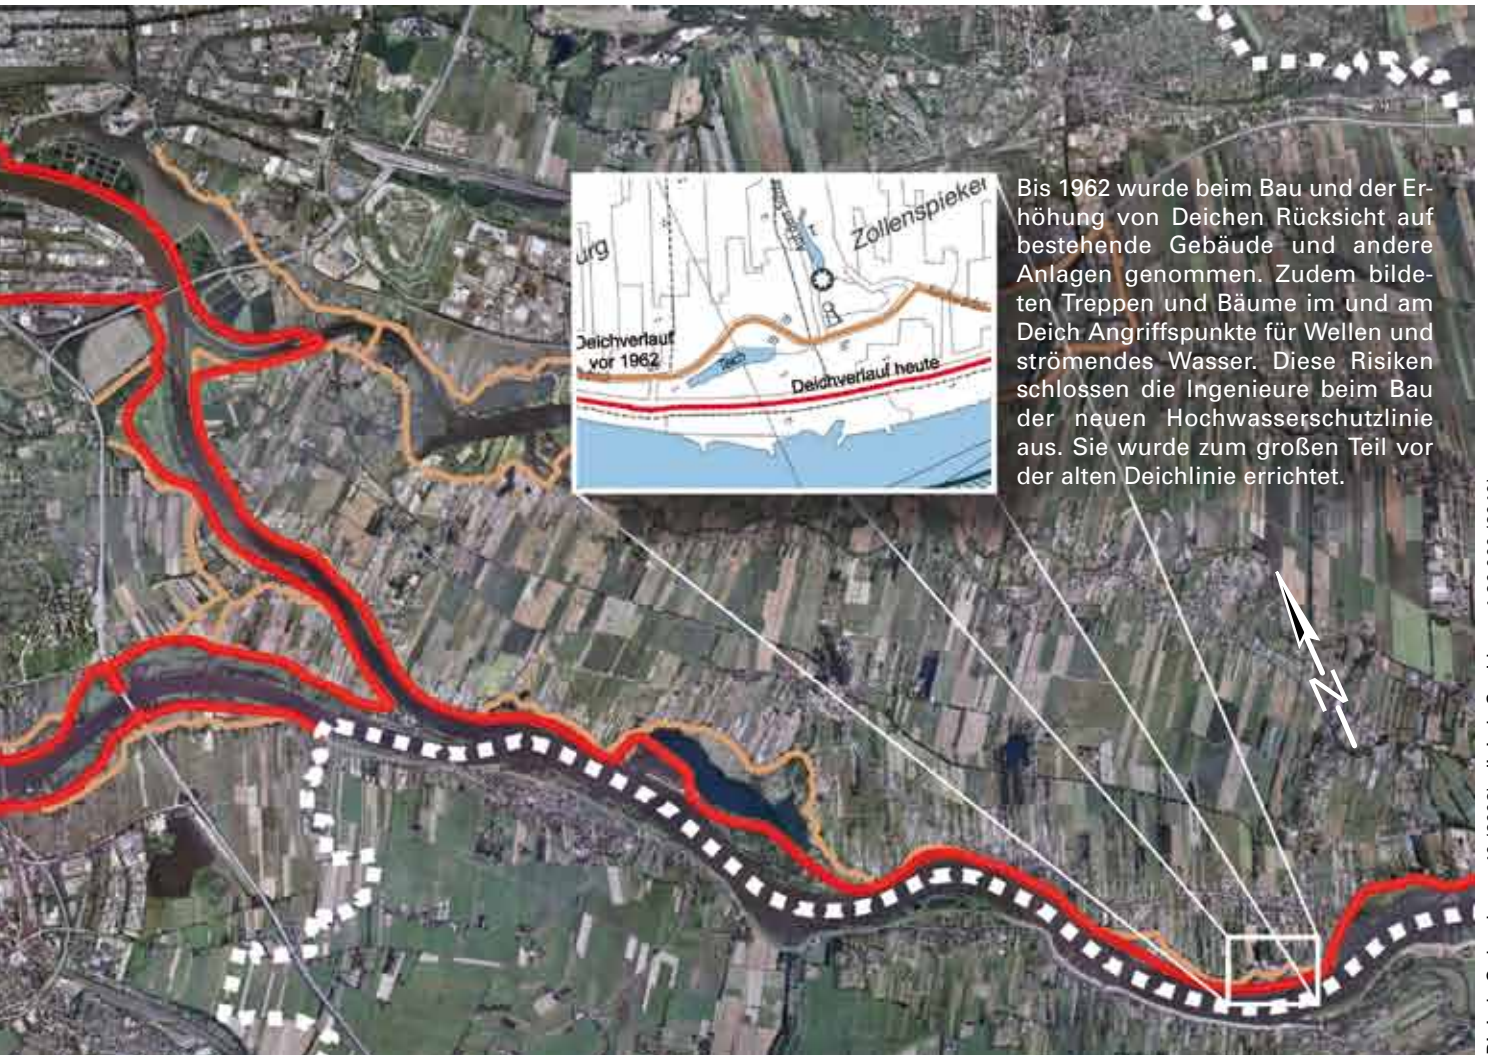 Bis 1962 wurde beim Bau und der Er-
höhung von Deichen Rücksicht auf
bestehende Gebäude und andere
Anlagen genommen. Zudem bilde-
ten Treppen und Bäume im und am
Deich Angriffspunkte für Wellen und
strömendes Wasser. Diese Risiken
schlossen die Ingenieure beim Bau
der neuen Hochwasserschutzlinie
aus. Sie wurde zum großen Teil vor
der alten Deichlinie errichtet.
urg
Zollenspieker
Deichverlauf
vor 1962
Teich
Deichverlauf heute
N